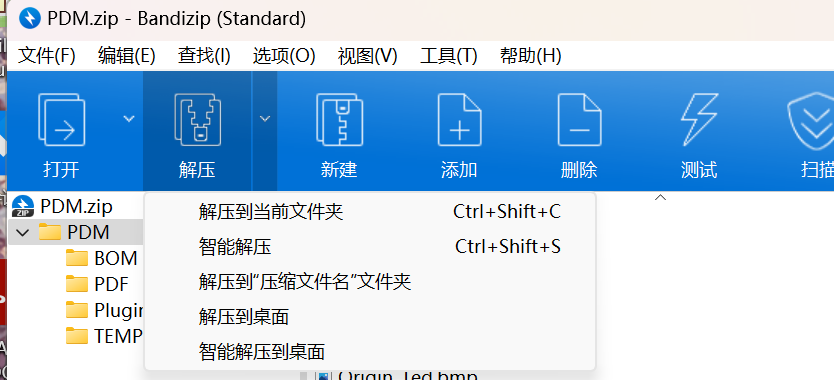 PDM.zip - Bandizip (Standard)
文件(F) 编辑(E) 查找(I) 选项(O) 视图(V) 工具(T) 帮助(H)
打开 解压 新建 添加 删除 测试 扫描
PDM.zip
PDM
BOM
PDF
Plugin
TEMP
解压到当前文件夹 Ctrl+Shift+C
智能解压 Ctrl+Shift+S
解压到“压缩文件名”文件夹
解压到桌面
智能解压到桌面
Origin_Ted.bmp